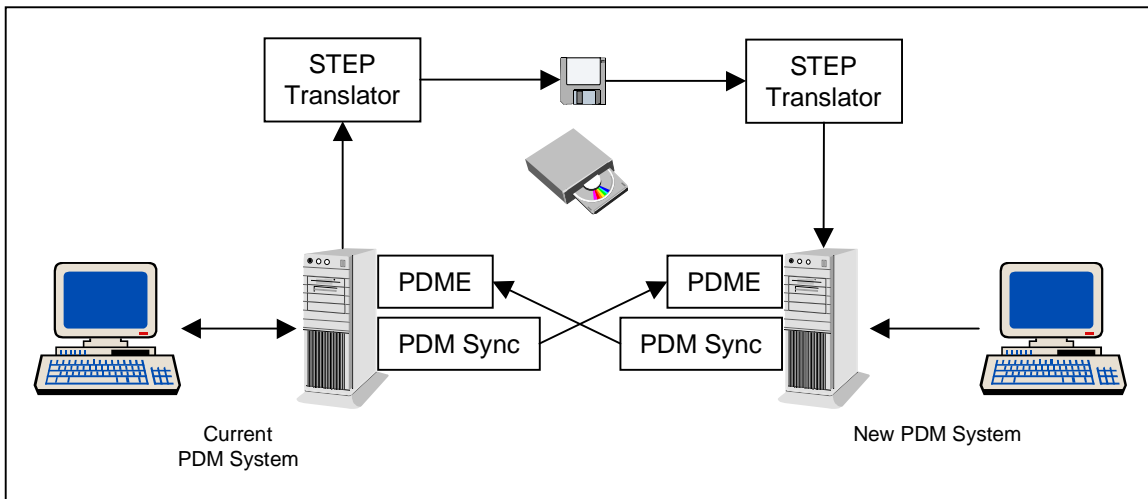 STEP
Translator
STEP
Translator
PDME
PDME
PDM Sync
PDM Sync
Current
PDM System
New PDM System